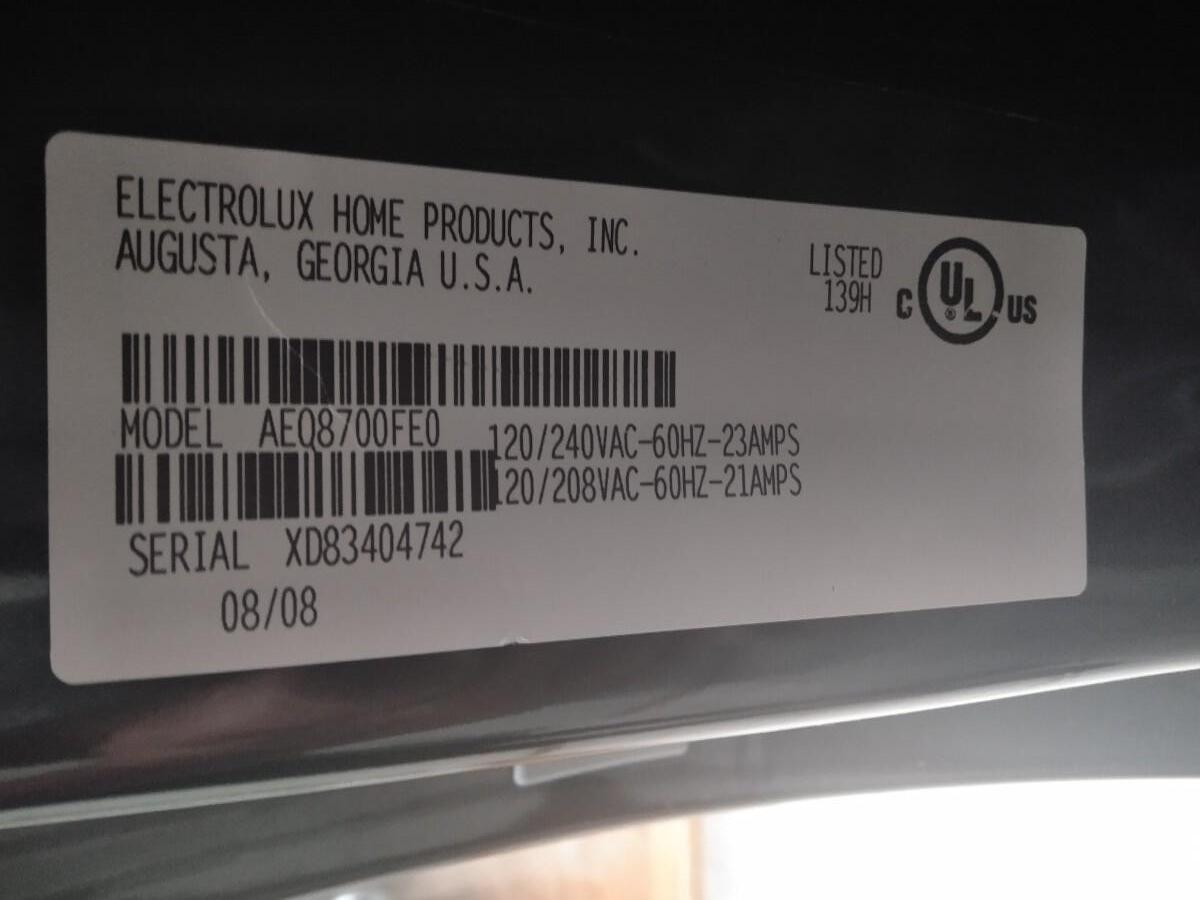 ELECTROLUX HOME PRODUCTS, INC.
AUGUSTA, GEORGIA U.S.A.
LISTED
139H
C UL ® US
MODEL AEQ8700FE0
120/240VAC-60HZ-23AMPS
120/208VAC-60HZ-21AMPS
SERIAL XD83404742
08/08